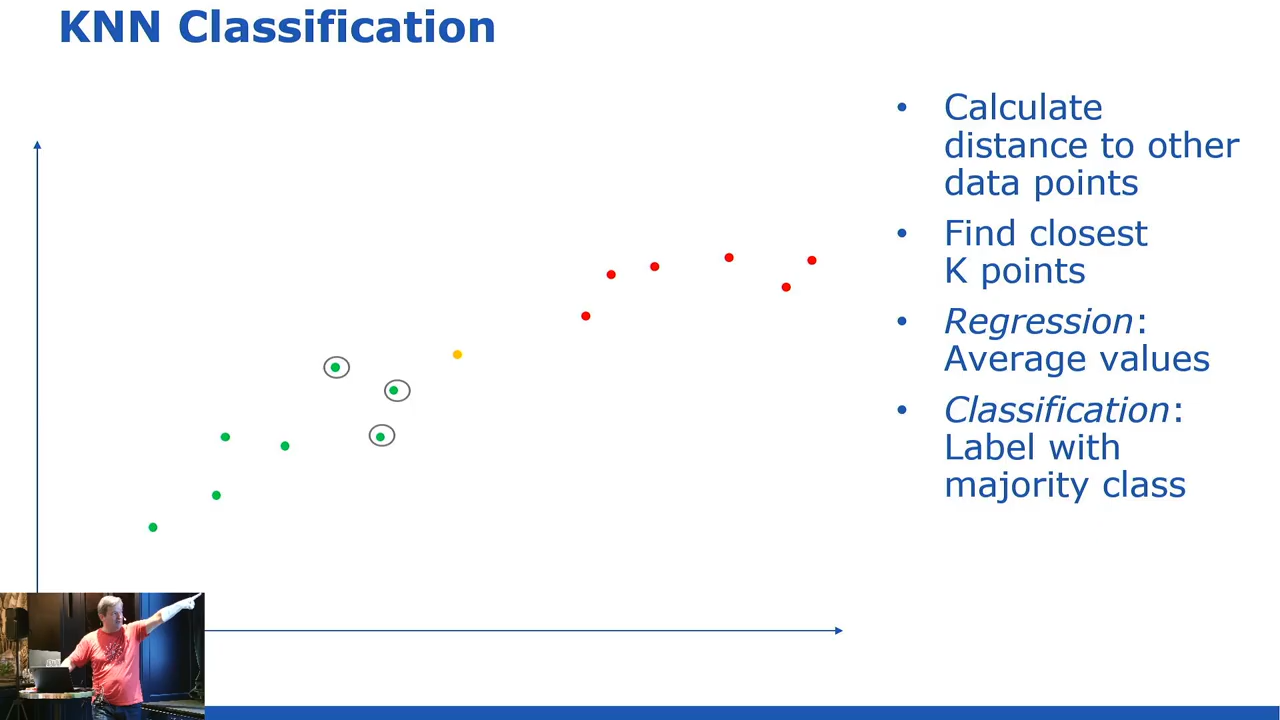 KNN Classification
• Calculate
distance to other
data points
• Find closest
K points
• Regression:
Average values
• Classification:
Label with
majority class